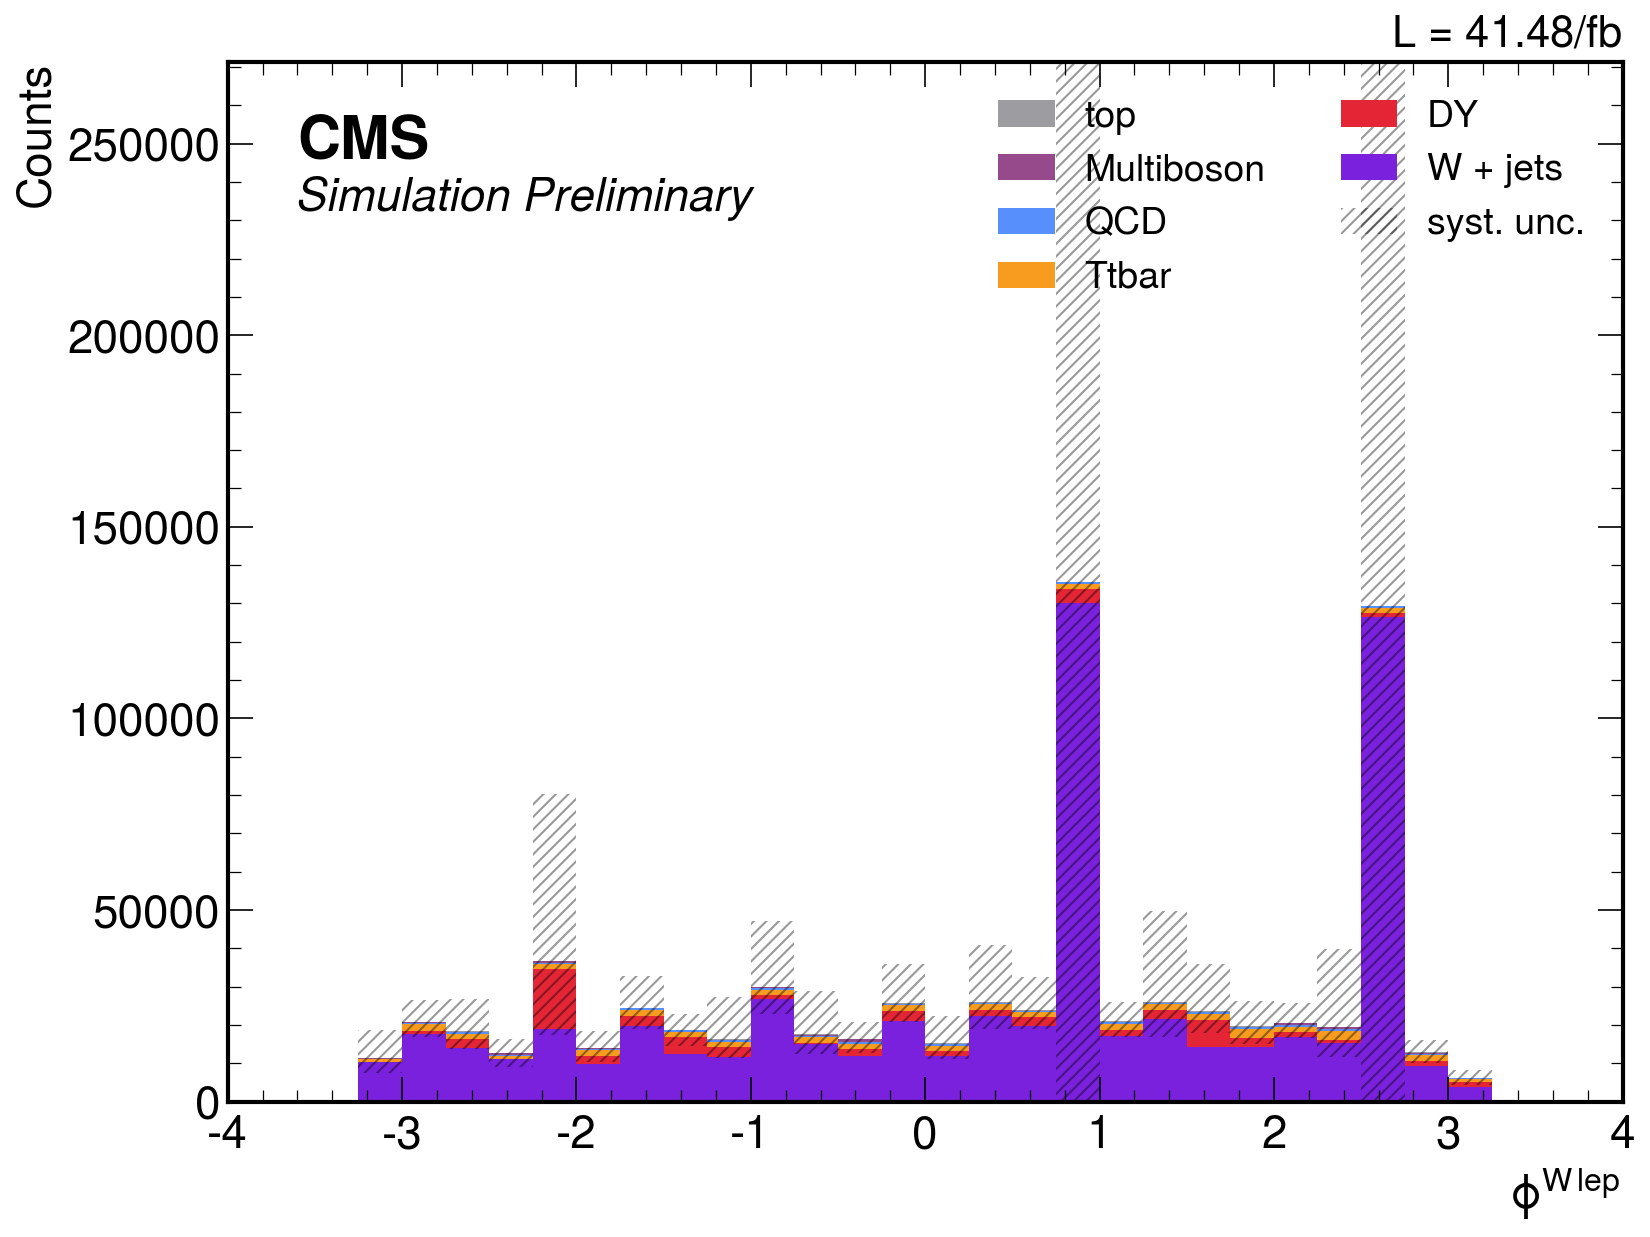 L = 41.48/fb
Counts
CMS
Simulation Preliminary
top
Multiboson
QCD
Ttbar
DY
W + jets
syst. unc.
250000
200000
150000
100000
50000
0
-4 -3 -2 -1 0 1 2 3 4
ϕ^W lep